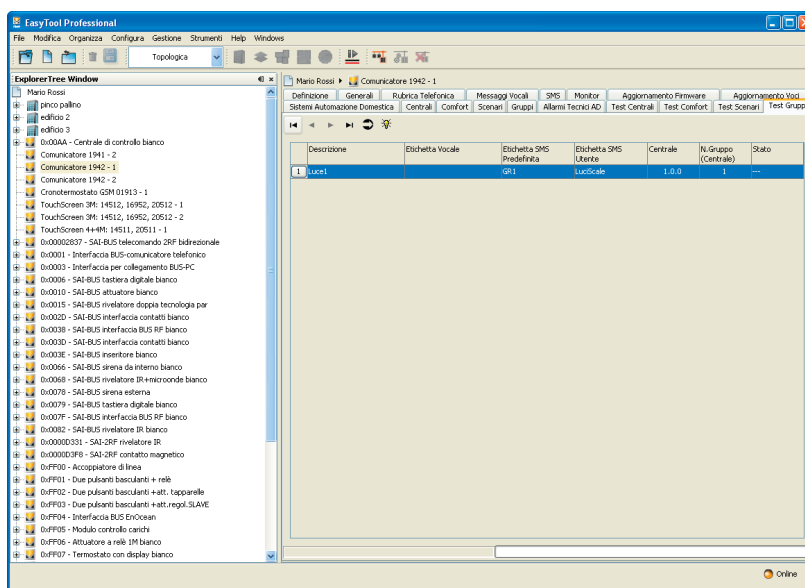 EasyTool Professional
File Modifica Organizza Configura Gestione Strumenti Help Windows
Topologica
ExplorerTree Window
Mario Rossi
pinco pallino
edificio 2
edificio 3
0x00AA - Centrale di controllo bianco
Comunicatore 1941 - 2
Comunicatore 1942 - 1
Comunicatore 1942 - 2
Cronotermostato GSM 01913 - 1
TouchScreen 3M: 14512, 16952, 20512 - 1
TouchScreen 3M: 14512, 16952, 20512 - 2
TouchScreen 4+4M: 14511, 20511 - 1
0x00002837 - SAI-BUS telecomando 2RF bidirezionale
0x0001 - Interfaccia BUS-comunicatore telefonico
0x0003 - Interfaccia per collegamento BUS-PC
0x0006 - SAI-BUS tastiera digitale bianco
0x0010 - SAI-BUS attuatore bianco
0x0015 - SAI-BUS rivelatore doppia tecnologia par
0x002D - SAI-BUS interfaccia contatti bianco
0x0038 - SAI-BUS interfaccia BUS RF bianco
0x003D - SAI-BUS interfaccia contatti bianco
0x003E - SAI-BUS inseritore bianco
0x0066 - SAI-BUS sirena da interno bianco
0x0068 - SAI-BUS rivelatore IR+microonde bianco
0x0078 - SAI-BUS sirena esterna
0x0079 - SAI-BUS tastiera digitale bianco
0x007F - SAI-BUS interfaccia BUS RF bianco
0x0082 - SAI-BUS rivelatore IR bianco
0x0000D331 - SAI-2RF rivelatore IR
0x0000D3F8 - SAI-2RF contatto magnetico
0xFF00 - Accoppiatore di linea
0xFF01 - Due pulsanti basculanti + relè
0xFF02 - Due pulsanti basculanti +att. tapparelle
0xFF03 - Due pulsanti basculanti +att.regol.SLAVE
0xFF04 - Interfaccia BUS EnOcean
0xFF05 - Modulo controllo carichi
0xFF06 - Attuatore a relè 1M bianco
0xFF07 - Termostato con display bianco
Mario Rossi Comunicatore 1942 - 1
Definizione Generali Rubrica Telefonica Messaggi Vocali SMS Monitor Aggiornamento Firmware Aggiornamento Voci
Sistemi Automazione Domestica Centrali Comfort Scenari Gruppi Allarmi Tecnici AD Test Centrali Test Comfort Test Scenari Test Grupp
Descrizione Etichetta Vocale Etichetta SMS Predefinita Etichetta SMS Utente Centrale N.Gruppo (Centrale) Stato
1 Luce1 GR1 LuciScale 1.0.0 1 ---
Online